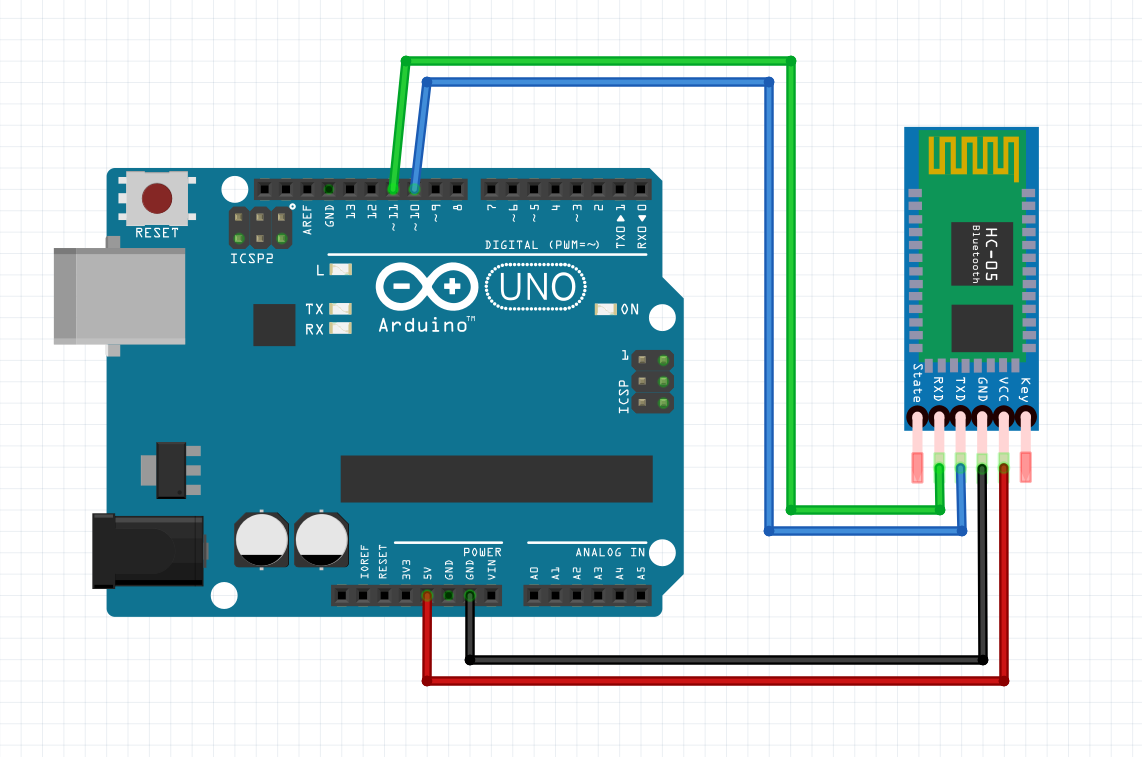 RESET
ICSP2
AREF
GND
13
12
~11
~10
~9
8
7
~6
~5
4
~3
2
TXD▶1
RXD◀0
DIGITAL (PWM=~)
L
TX
RX
Arduino™
UNO
ON
1
ICSP
IOREF
RESET
3V3
5V
GND
GND
VIN
POWER
A0
A1
A2
A3
A4
A5
ANALOG IN
HC-05
Bluetooth
State
RXD
TXD
GND
VCC
Key